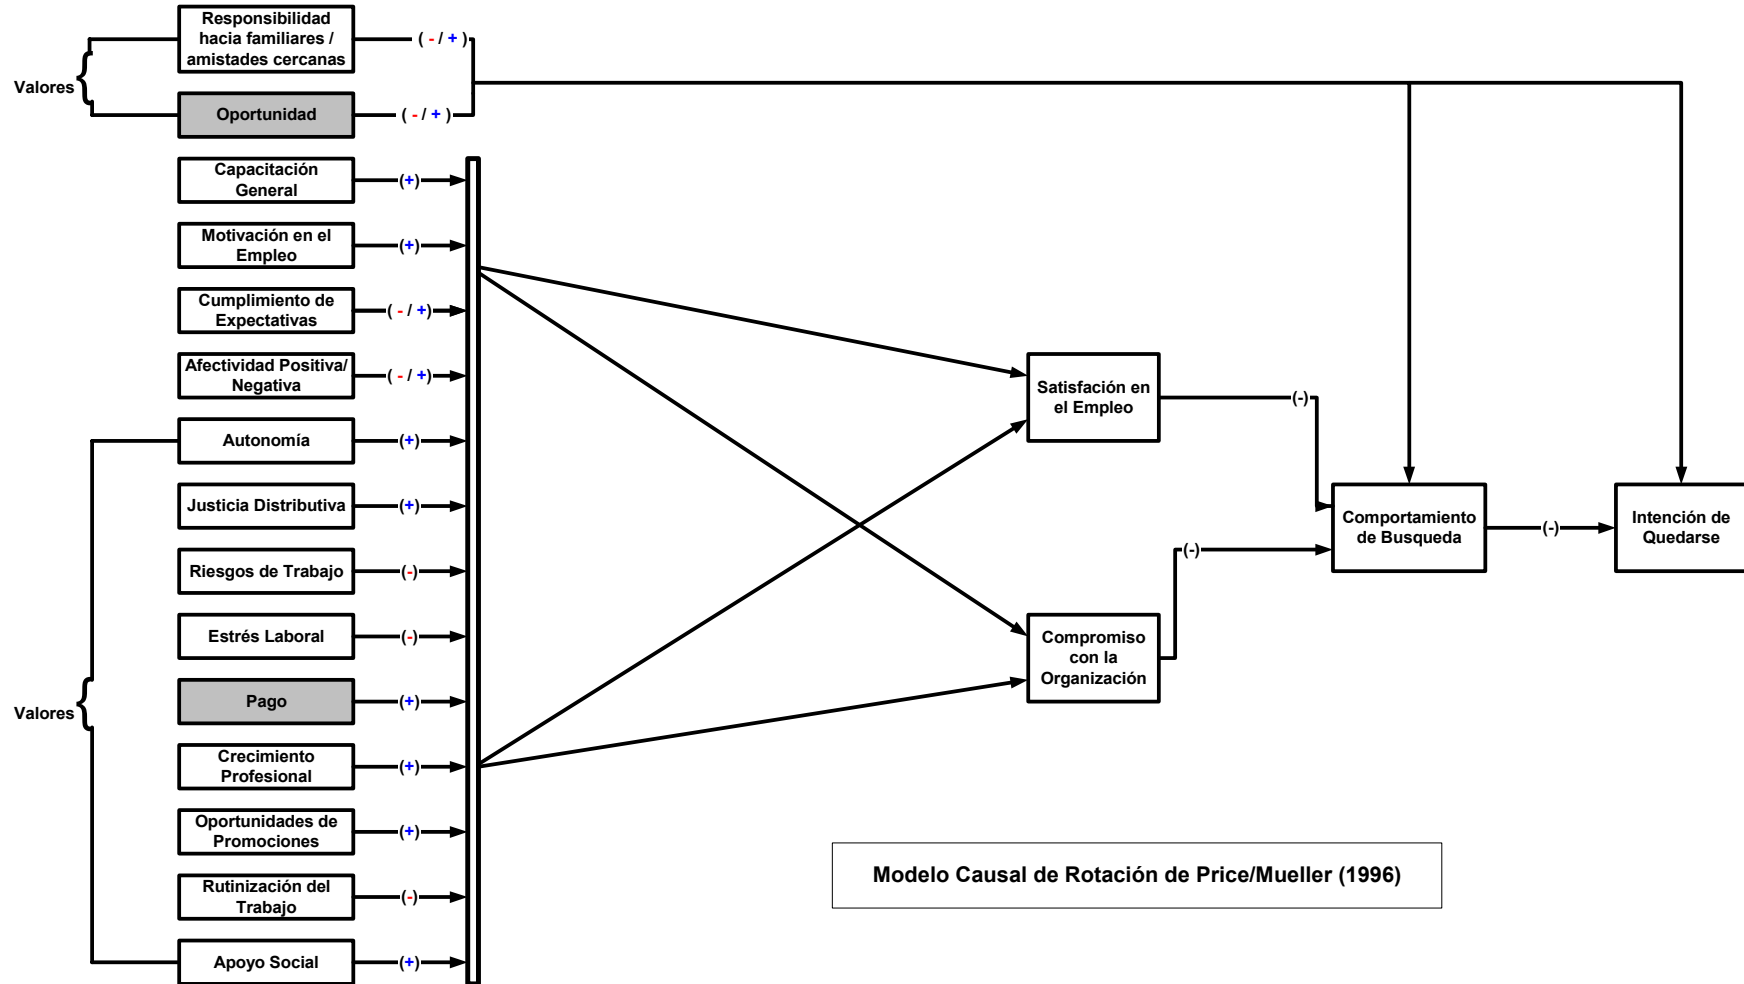 Responsibilidad
hacia familiares /
amistades cercanas
( - / + )
Valores
Oportunidad
( - / + )
Capacitación
General
(+)
Motivación en el
Empleo
(+)
Cumplimiento de
Expectativas
( - / +)
Afectividad Positiva/
Negativa
( - / +)
Autonomía
(+)
Justicia Distributiva
(+)
Riesgos de Trabajo
(-)
Estrés Laboral
(-)
Valores
Pago
(+)
Crecimiento
Profesional
(+)
Oportunidades de
Promociones
(+)
Rutinización del
Trabajo
(-)
Apoyo Social
(+)
Satisfación en
el Empleo
(-)
Compromiso
con la
Organización
(-)
Comportamiento
de Busqueda
(-)
Intención de
Quedarse
Modelo Causal de Rotación de Price/Mueller (1996)